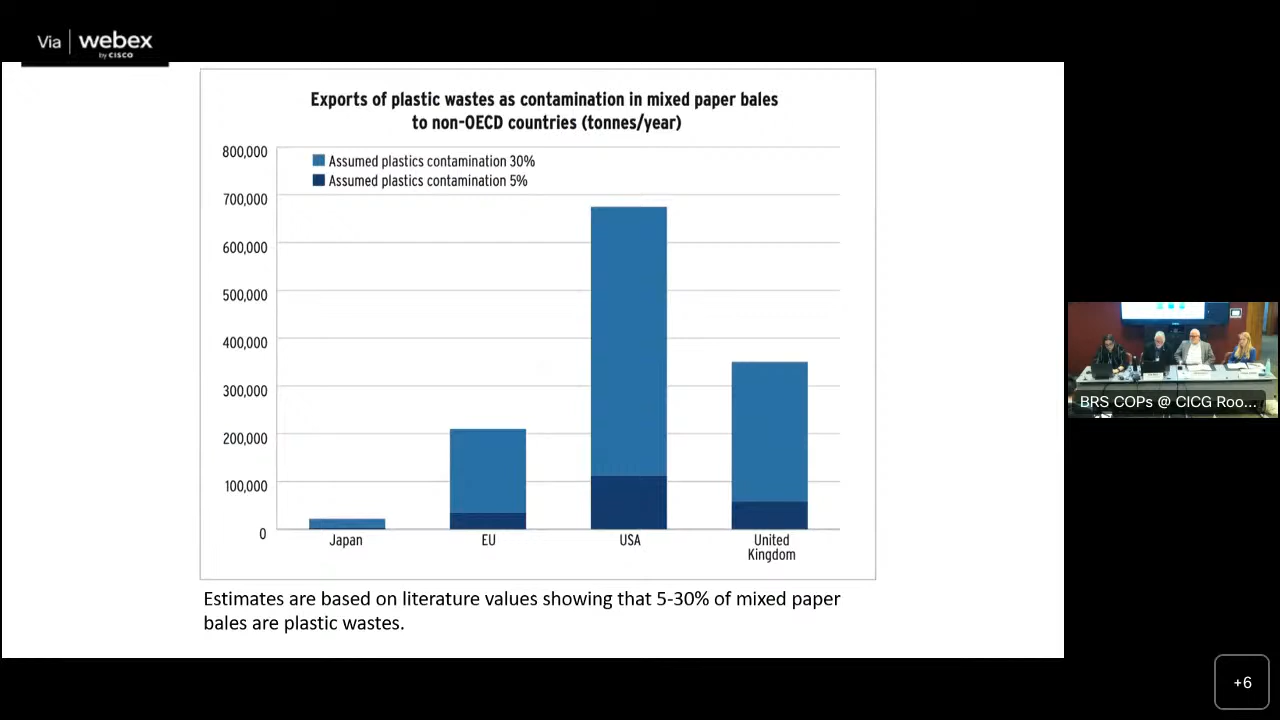 Via webex
by CISCO
Exports of plastic wastes as contamination in mixed paper bales
to non-OECD countries (tonnes/year)
800,000
Assumed plastics contamination 30%
Assumed plastics contamination 5%
700,000
600,000
500,000
400,000
300,000
200,000
100,000
0
Japan
EU
USA
United
Kingdom
Estimates are based on literature values showing that 5-30% of mixed paper
bales are plastic wastes.
BRS COPs @ CICG Roo...
+6